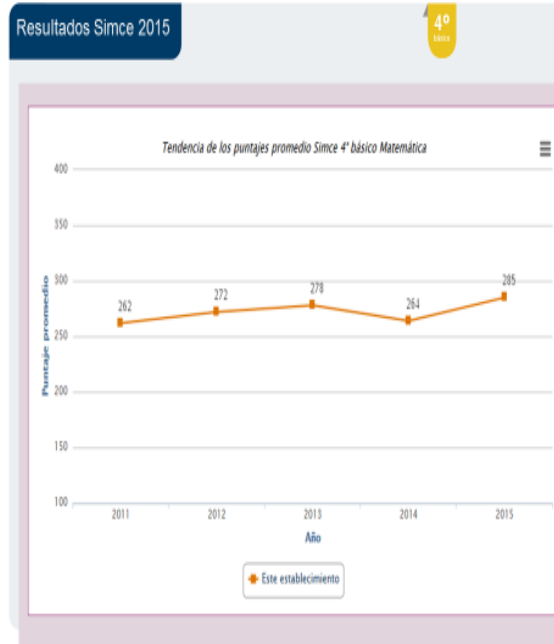 Resultados Simce 2015
4º
básico
Tendencia de los puntajes promedio Simce 4° básico Matemática
Puntaje promedio
400
350
300
250
200
150
100
262
272
278
264
285
2011 2012 2013 2014 2015
Año
Este establecimiento